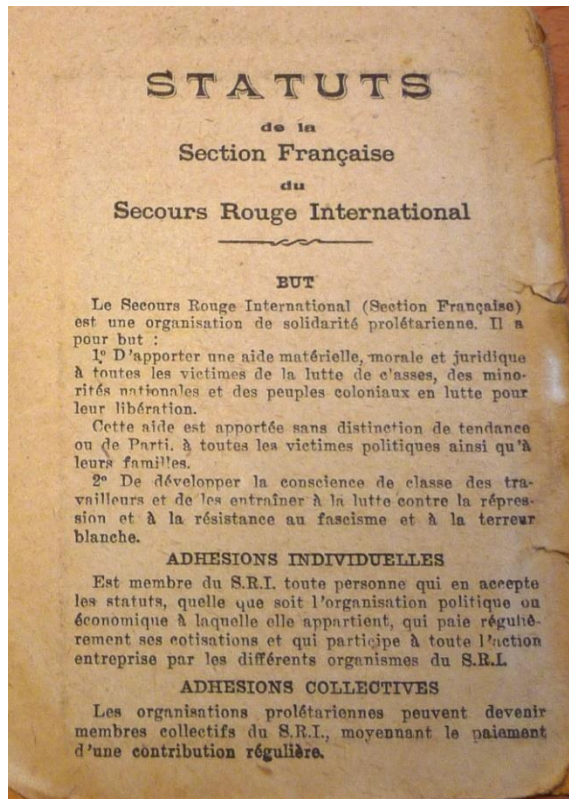 STATUTS
de la
Section Française
du
Secours Rouge International
BUT
Le Secours Rouge International (Section Française)
est une organisation de solidarité prolétarienne. Il a
pour but :
1º D'apporter une aide matérielle, morale et juridique
à toutes les victimes de la lutte de c'asses, des mino-
rités nationales et des peuples coloniaux en lutte pour
leur libération.
Cette aide est apportée sans distinction de tendance
ou de Parti. à toutes les victimes politiques ainsi qu'à
leurs familles.
2º De développer la conscience de classe des tra-
vailleurs et de les entraîner à la lutte contre la répres-
sion et à la résistance au fascisme et à la terreur
blanche.
ADHESIONS INDIVIDUELLES
Est membre du S.R.I. toute personne qui en accepte
les statuts, quelle que soit l'organisation politique ou
économique à laquelle elle appartient, qui paie réguliè-
rement ses cotisations et qui participe à toute l'action
entreprise par les différents organismes du S.R.I.
ADHESIONS COLLECTIVES
Les organisations prolétariennes peuvent devenir
membres collectifs du S.R.I., moyennant le paiement
d'une contribution régulière.